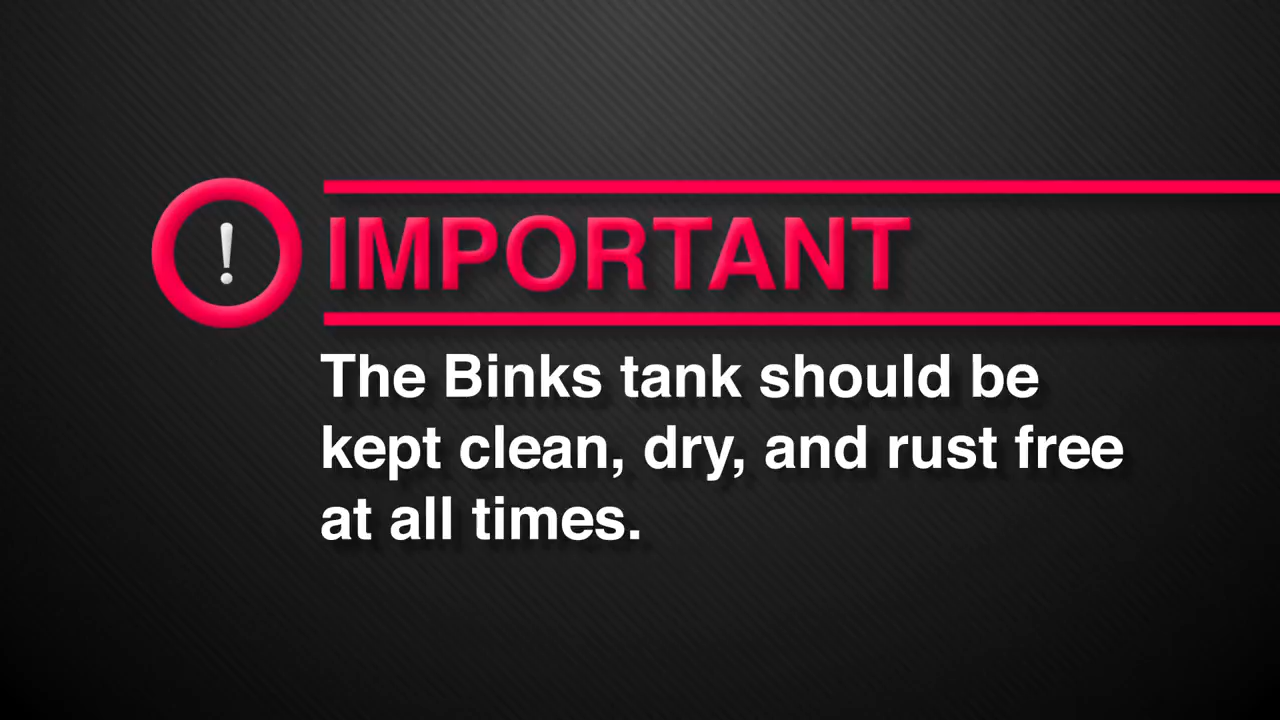 !
IMPORTANT
The Binks tank should be
kept clean, dry, and rust free
at all times.